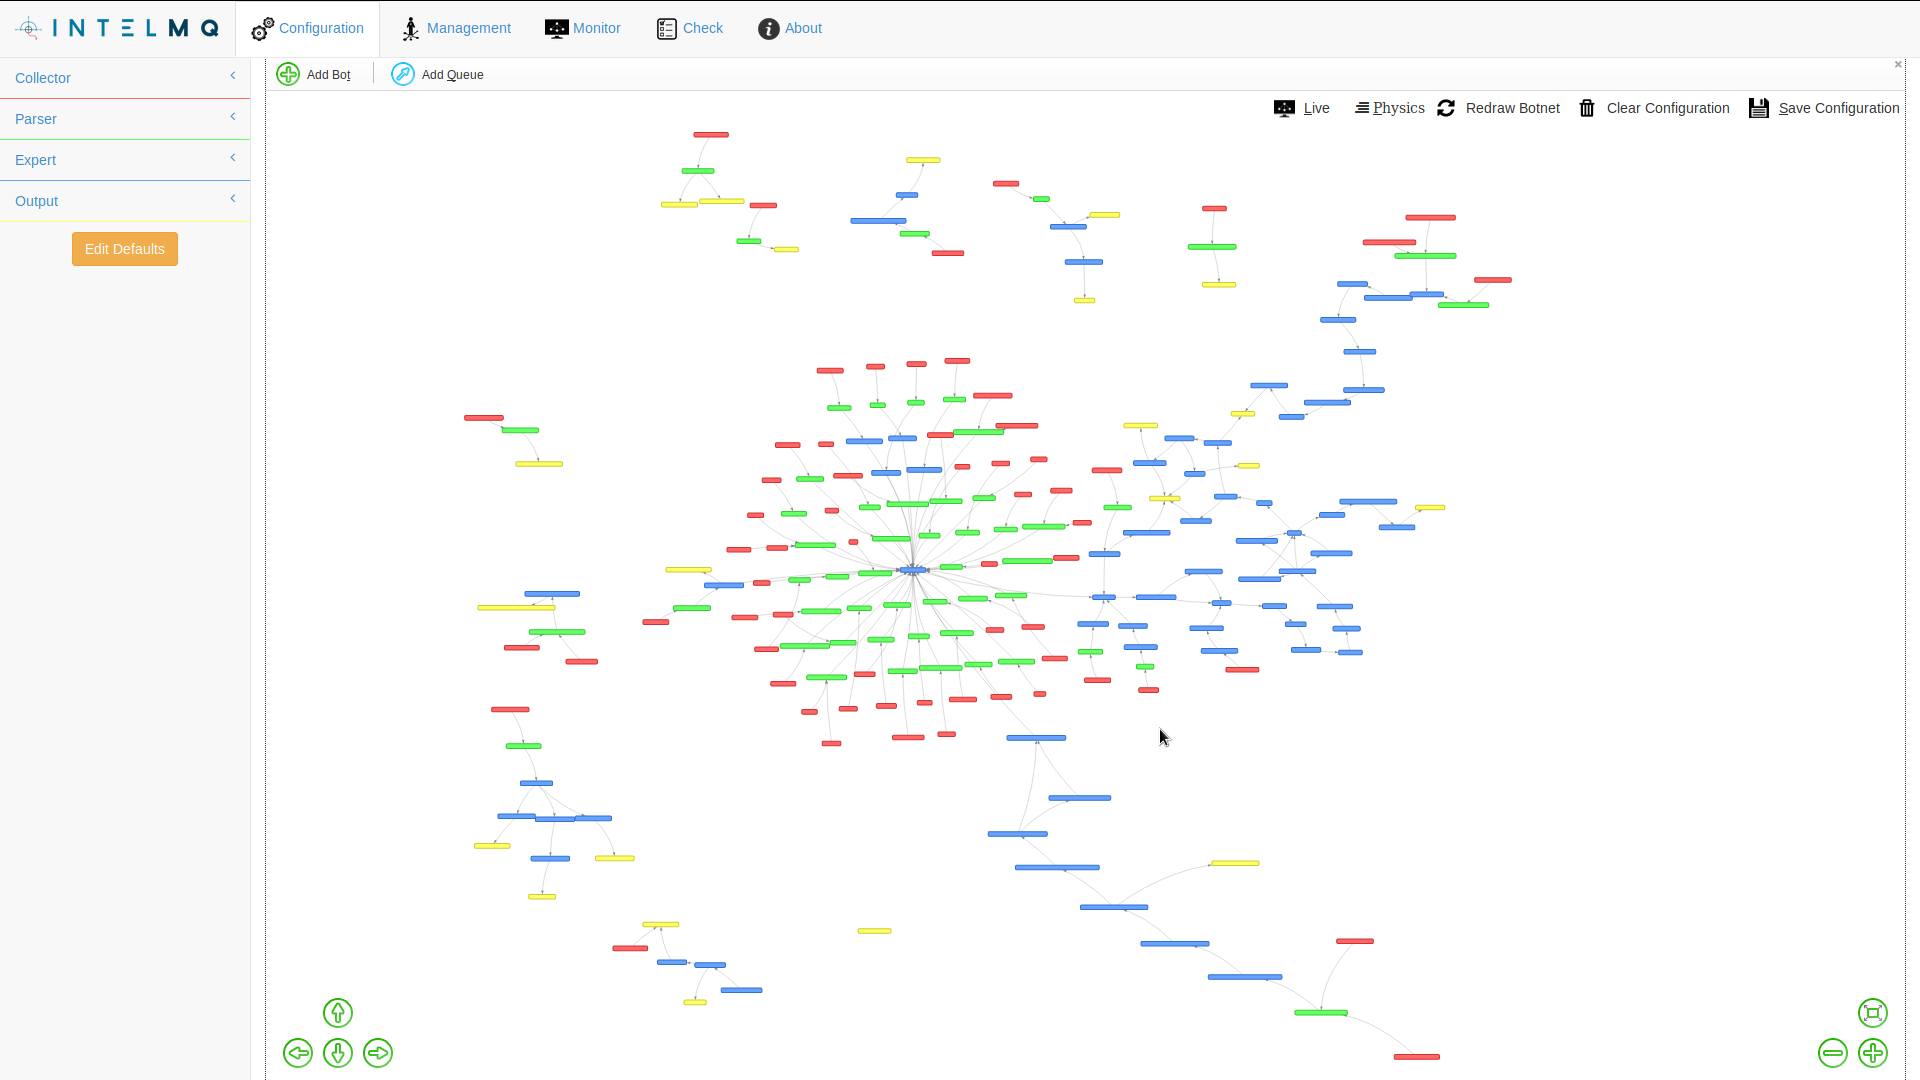 INTELMQ
Configuration
Management
Monitor
Check
About
Collector
Parser
Expert
Output
Edit Defaults
Add Bot
Add Queue
Live
Physics
Redraw Botnet
Clear Configuration
Save Configuration